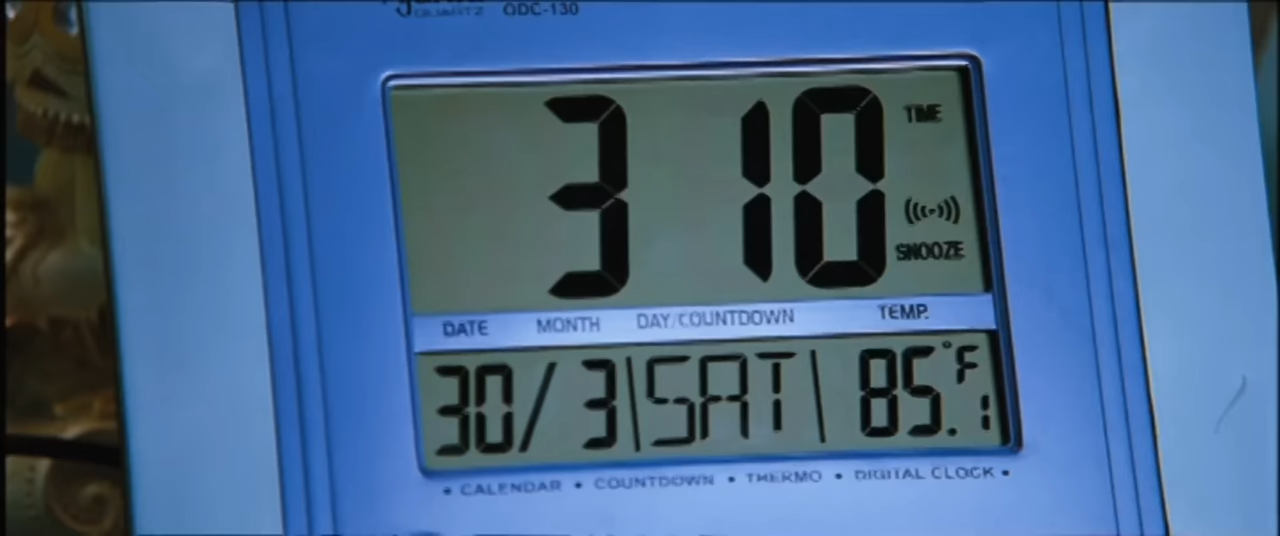 QUARTZ QDC-130
3 10 TIME
SNOOZE
DATE MONTH DAY/COUNTDOWN TEMP.
30/ 3|SAT| 85.1°F
• CALENDAR • COUNTDOWN • THERMO • DIGITAL CLOCK •